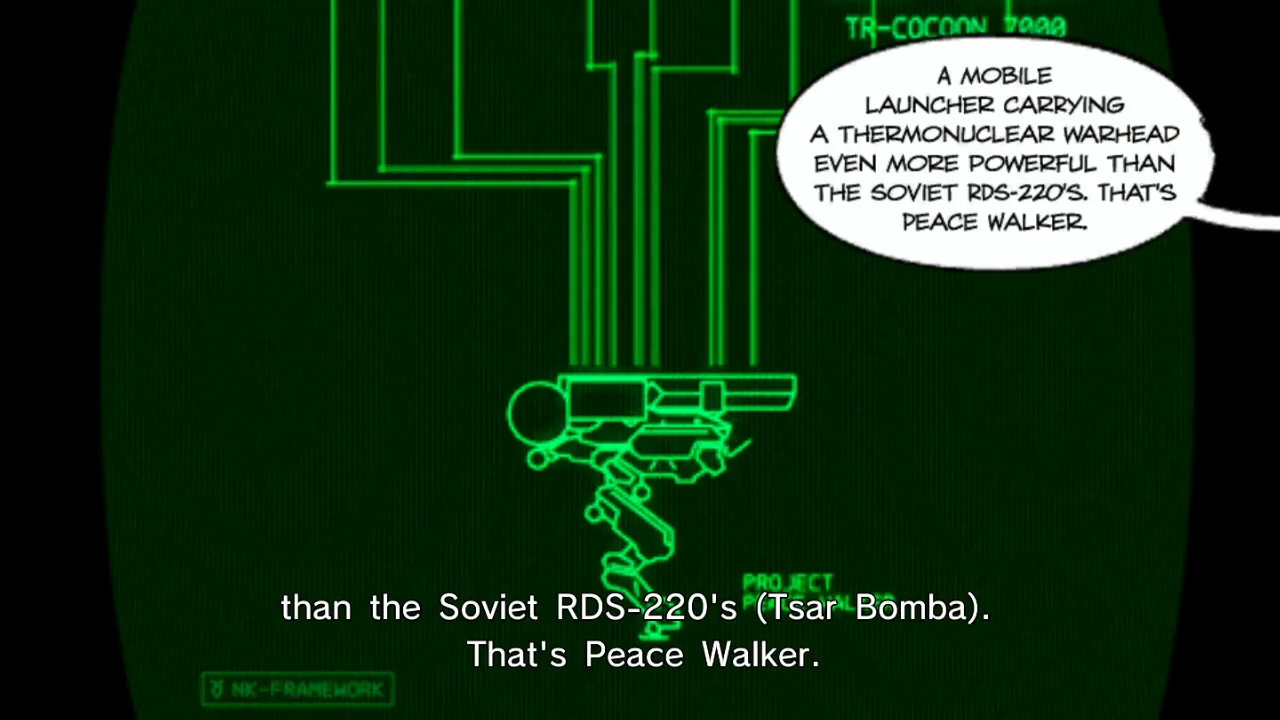 TR-COCOON 7000
A MOBILE
LAUNCHER CARRYING
A THERMONUCLEAR WARHEAD
EVEN MORE POWERFUL THAN
THE SOVIET RDS-220'S. THAT'S
PEACE WALKER.
PROJECT
than the Soviet RDS-220's (Tsar Bomba).
That's Peace Walker.
NK-FRAMEWORK